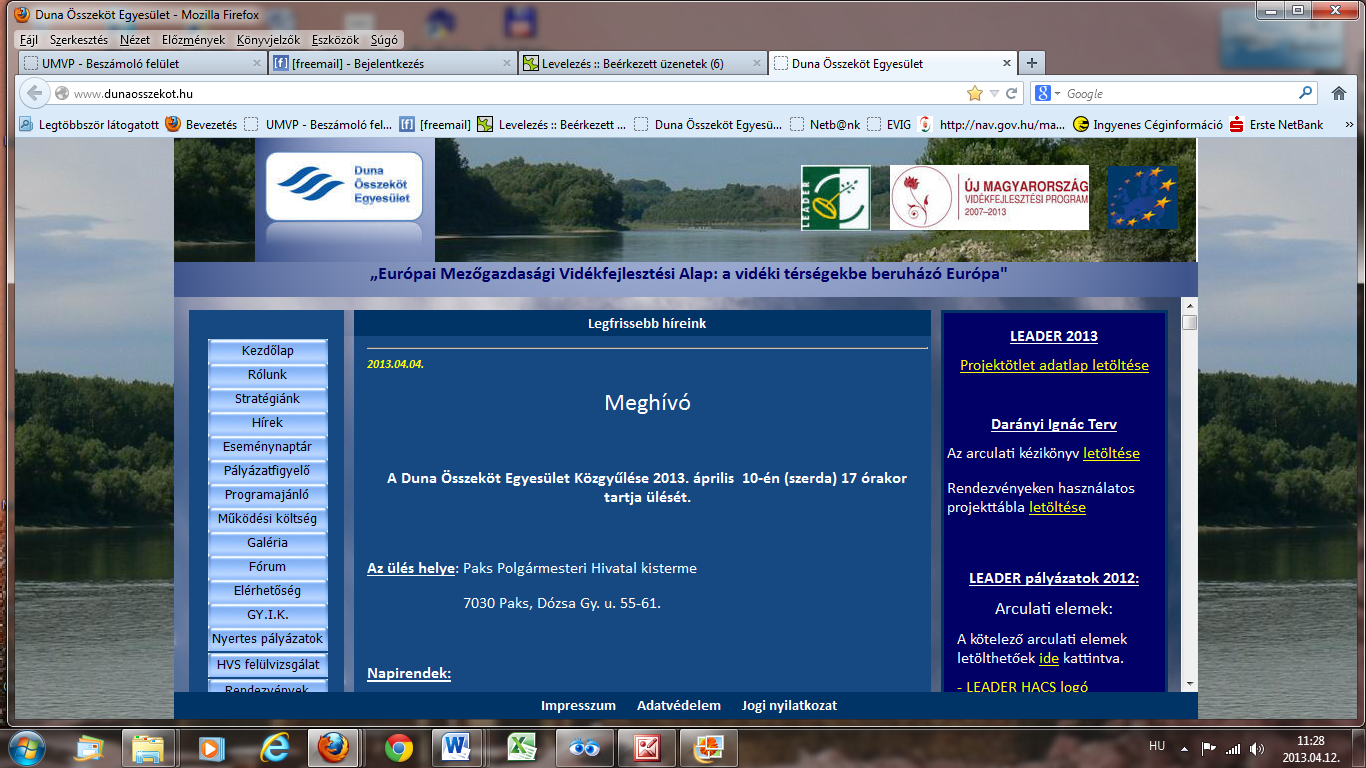 Duna Összeköt Egyesület - Mozilla Firefox
Fájl Szerkesztés Nézet Előzmények Könyvjelzők Eszközök Súgó
UMVP - Beszámoló felület
[freemail] - Bejelentkezés
Levelezés :: Beérkezett üzenetek (6)
Duna Összeköt Egyesület
www.dunaosszekot.hu
Google
Legtöbbször látogatott Bevezetés UMVP - Beszámoló fel... [freemail] Levelezés :: Beérkezett ... Duna Összeköt Egyesü... Netb@nk EVIG http://nav.gov.hu/ma... Ingyenes Céginformáció Erste NetBank »
Duna
Összeköt
Egyesület
LEADER
ÚJ MAGYARORSZÁG
VIDÉKFEJLESZTÉSI PROGRAM
2007–2013
„Európai Mezőgazdasági Vidékfejlesztési Alap: a vidéki térségekbe beruházó Európa"
Kezdőlap
Rólunk
Stratégiánk
Hírek
Eseménynaptár
Pályázatfigyelő
Programajánló
Működési költség
Galéria
Fórum
Elérhetőség
GY.I.K.
Nyertes pályázatok
HVS felülvizsgálat
Rendezvények
Legfrissebb híreink
2013.04.04.
Meghívó
A Duna Összeköt Egyesület Közgyűlése 2013. április 10-én (szerda) 17 órakor
tartja ülését.
Az ülés helye: Paks Polgármesteri Hivatal kisterme
7030 Paks, Dózsa Gy. u. 55-61.
Napirendek:
LEADER 2013
Projektötlet adatlap letöltése
Darányi Ignác Terv
Az arculati kézikönyv letöltése
Rendezvényeken használatos
projekttábla letöltése
LEADER pályázatok 2012:
Arculati elemek:
A kötelező arculati elemek
letölthetőek ide kattintva.
- LEADER HACS logó
Impresszum Adatvédelem Jogi nyilatkozat
HU
11:28
2013.04.12.